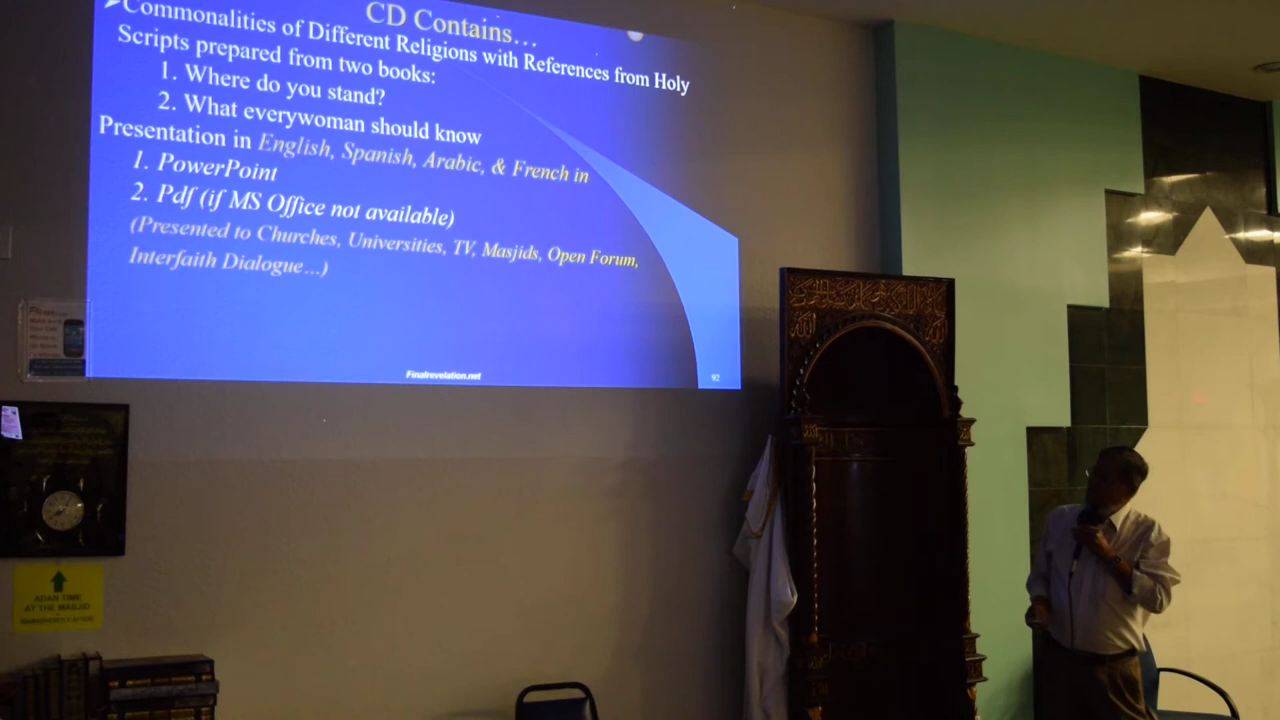 CD Contains…
➤Commonalities of Different Religions with References from Holy
Scripts prepared from two books:
1. Where do you stand?
2. What everywoman should know
Presentation in English, Spanish, Arabic, & French in
1. PowerPoint
2. Pdf (if MS Office not available)
(Presented to Churches, Universities, TV, Masjids, Open Forum,
Interfaith Dialogue…)
Finalrevelation.net
92
ADAN TIME
AT THE MASJID